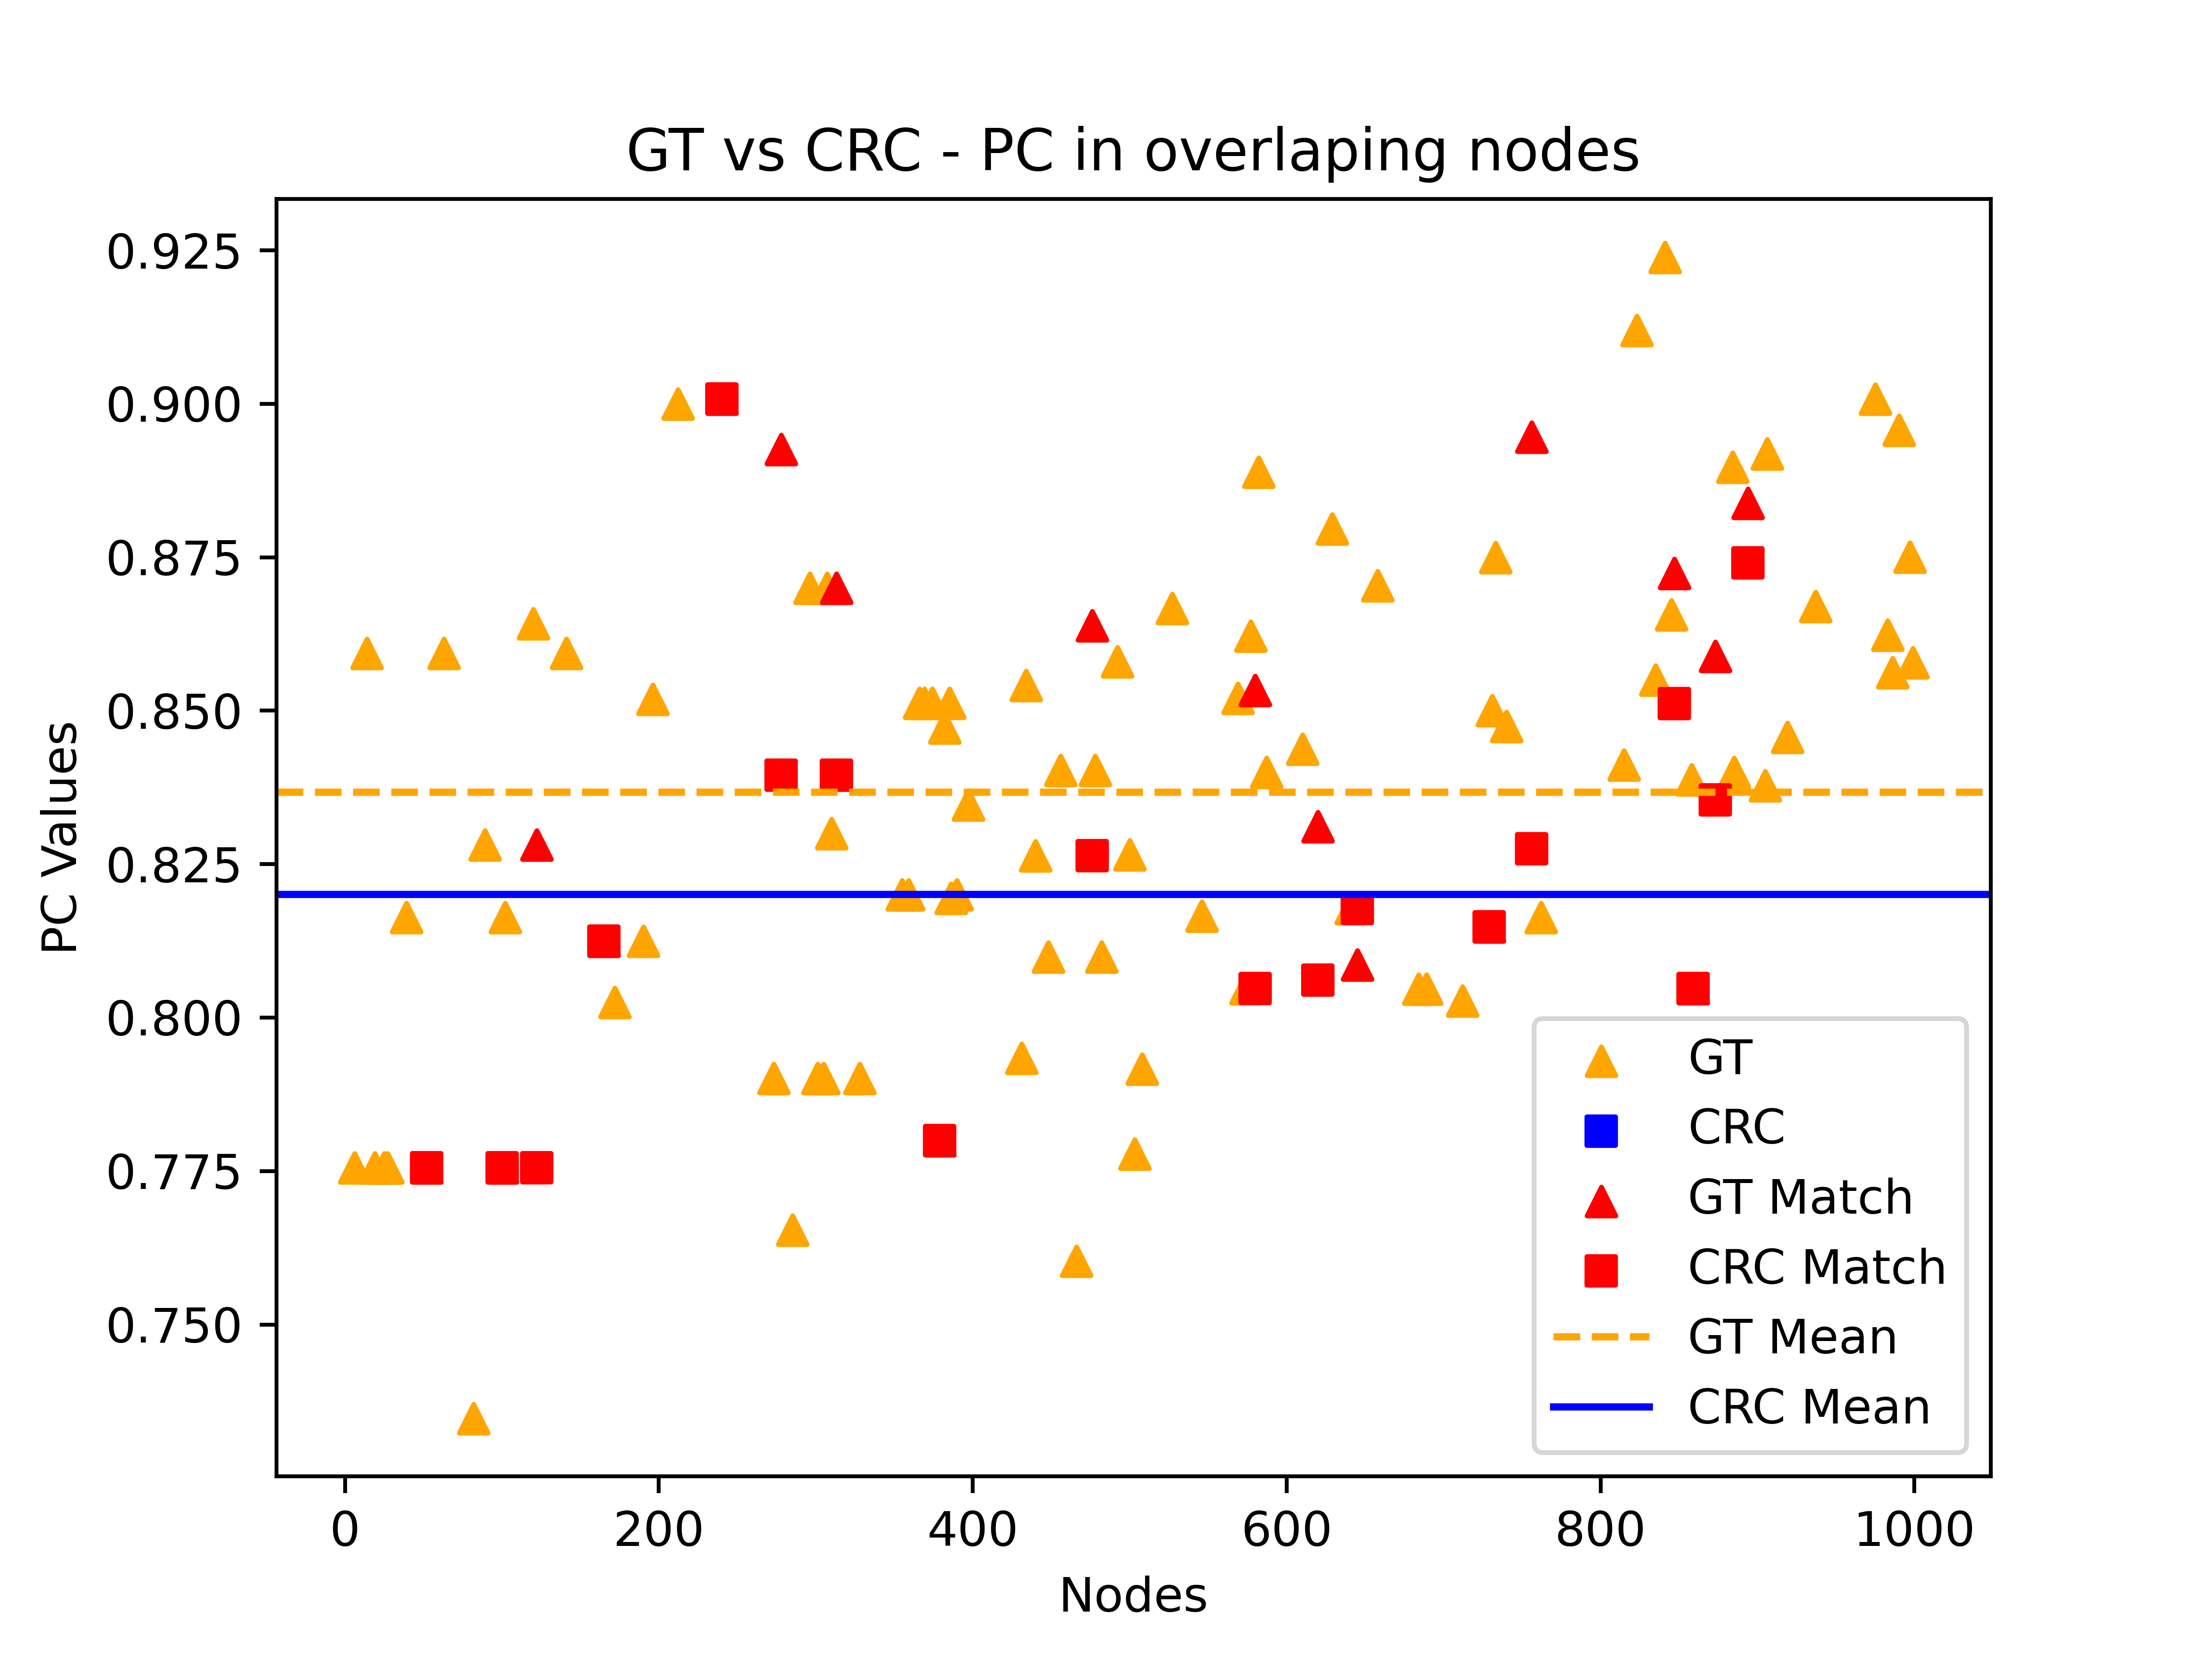 GT vs CRC - PC in overlaping nodes
0.925
0.900
0.875
0.850
0.825
0.800
0.775
0.750
PC Values
GT
CRC
GT Match
CRC Match
GT Mean
CRC Mean
0 200 400 600 800 1000
Nodes